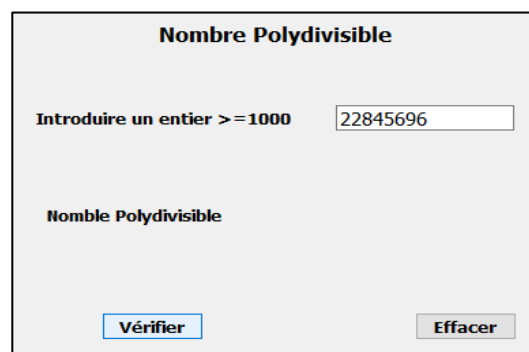 Nombre Polydivisible
Introduire un entier >=1000 22845696
Nomble Polydivisible
Vérifier Effacer